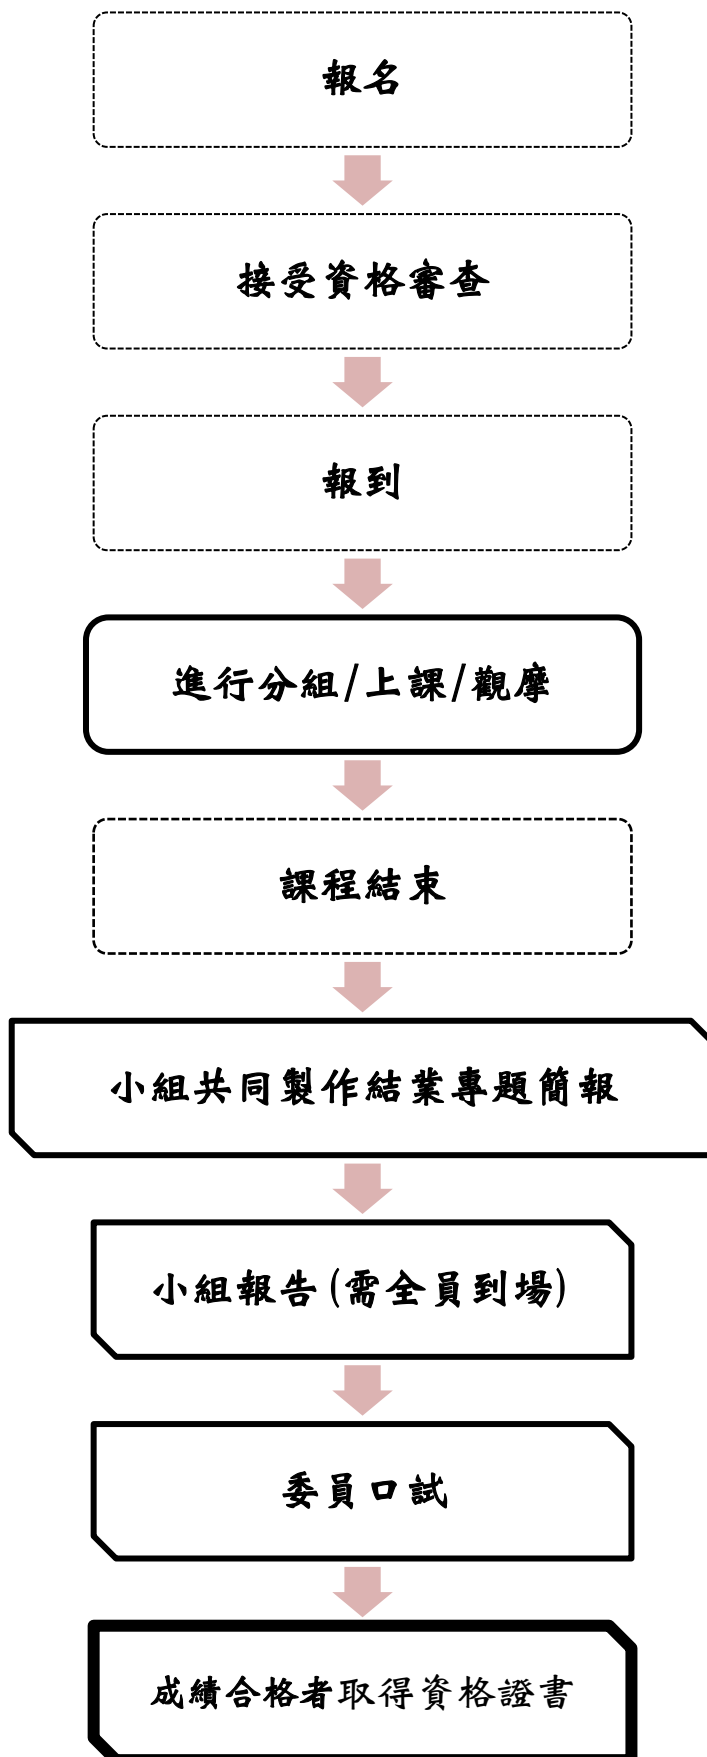 報名
接受資格審查
報到
進行分組/上課/觀摩
課程結束
小組共同製作結業專題簡報
小組報告(需全員到場)
委員口試
成績合格者取得資格證書